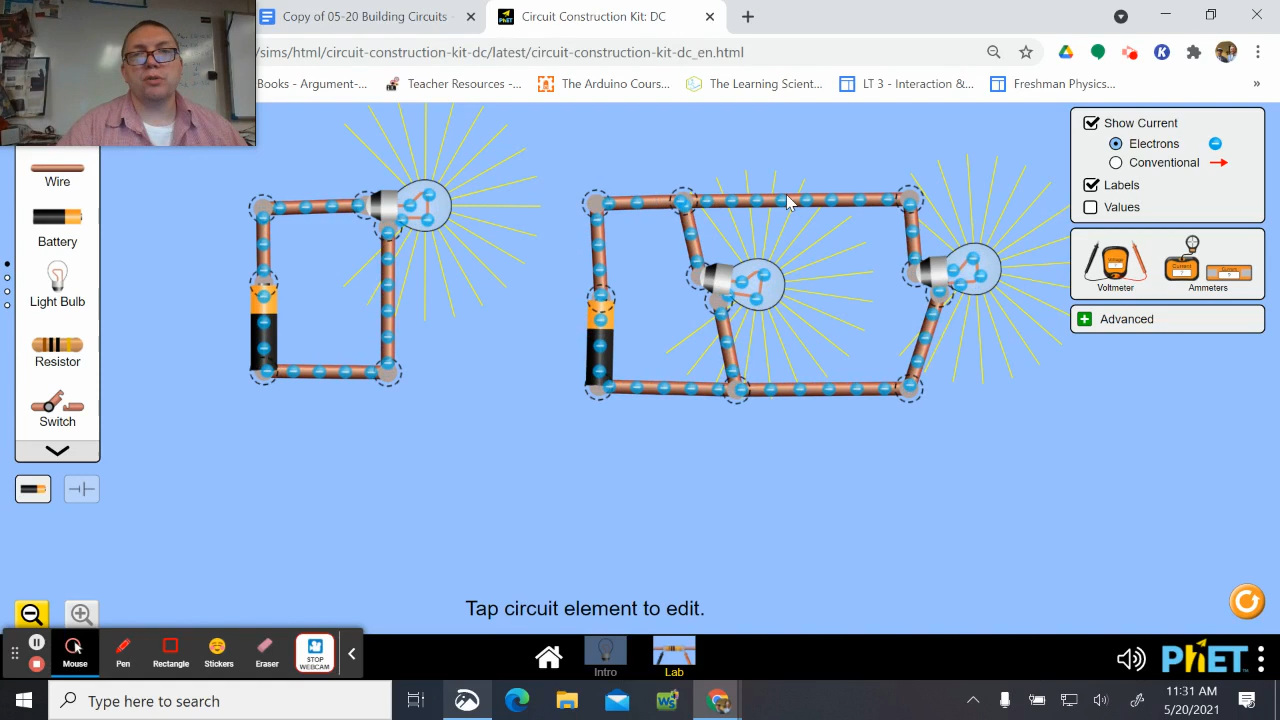 Copy of 05-20 Building Circuits
PhET
Circuit Construction Kit: DC
/sims/html/circuit-construction-kit-dc/latest/circuit-construction-kit-dc_en.html
K
Books - Argument-...
Teacher Resources -...
The Arduino Cours...
The Learning Scient...
LT 3 - Interaction &...
Freshman Physics...
»
Wire
Battery
Light Bulb
Resistor
Switch
Show Current
Electrons
Conventional
Labels
Values
Voltage
?
Current
?
Current
?
Voltmeter
Ammeters
Advanced
Tap circuit element to edit.
Mouse
Pen
Rectangle
Stickers
Eraser
STOP
WEBCAM
Intro
Lab
PhET
Type here to search
11:31 AM
5/20/2021